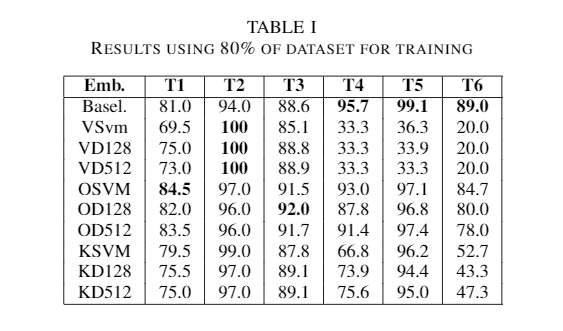 TABLE I
RESULTS USING 80% OF DATASET FOR TRAINING
Emb. T1 T2 T3 T4 T5 T6
Basel. 81.0 94.0 88.6 95.7 99.1 89.0
VSvm 69.5 100 85.1 33.3 36.3 20.0
VD128 75.0 100 88.8 33.3 33.9 20.0
VD512 73.0 100 88.9 33.3 33.3 20.0
OSVM 84.5 97.0 91.5 93.0 97.1 84.7
OD128 82.0 96.0 92.0 87.8 96.8 80.0
OD512 83.5 96.0 91.7 91.4 97.4 78.0
KSVM 79.5 99.0 87.8 66.8 96.2 52.7
KD128 75.5 97.0 89.1 73.9 94.4 43.3
KD512 75.0 97.0 89.1 75.6 95.0 47.3